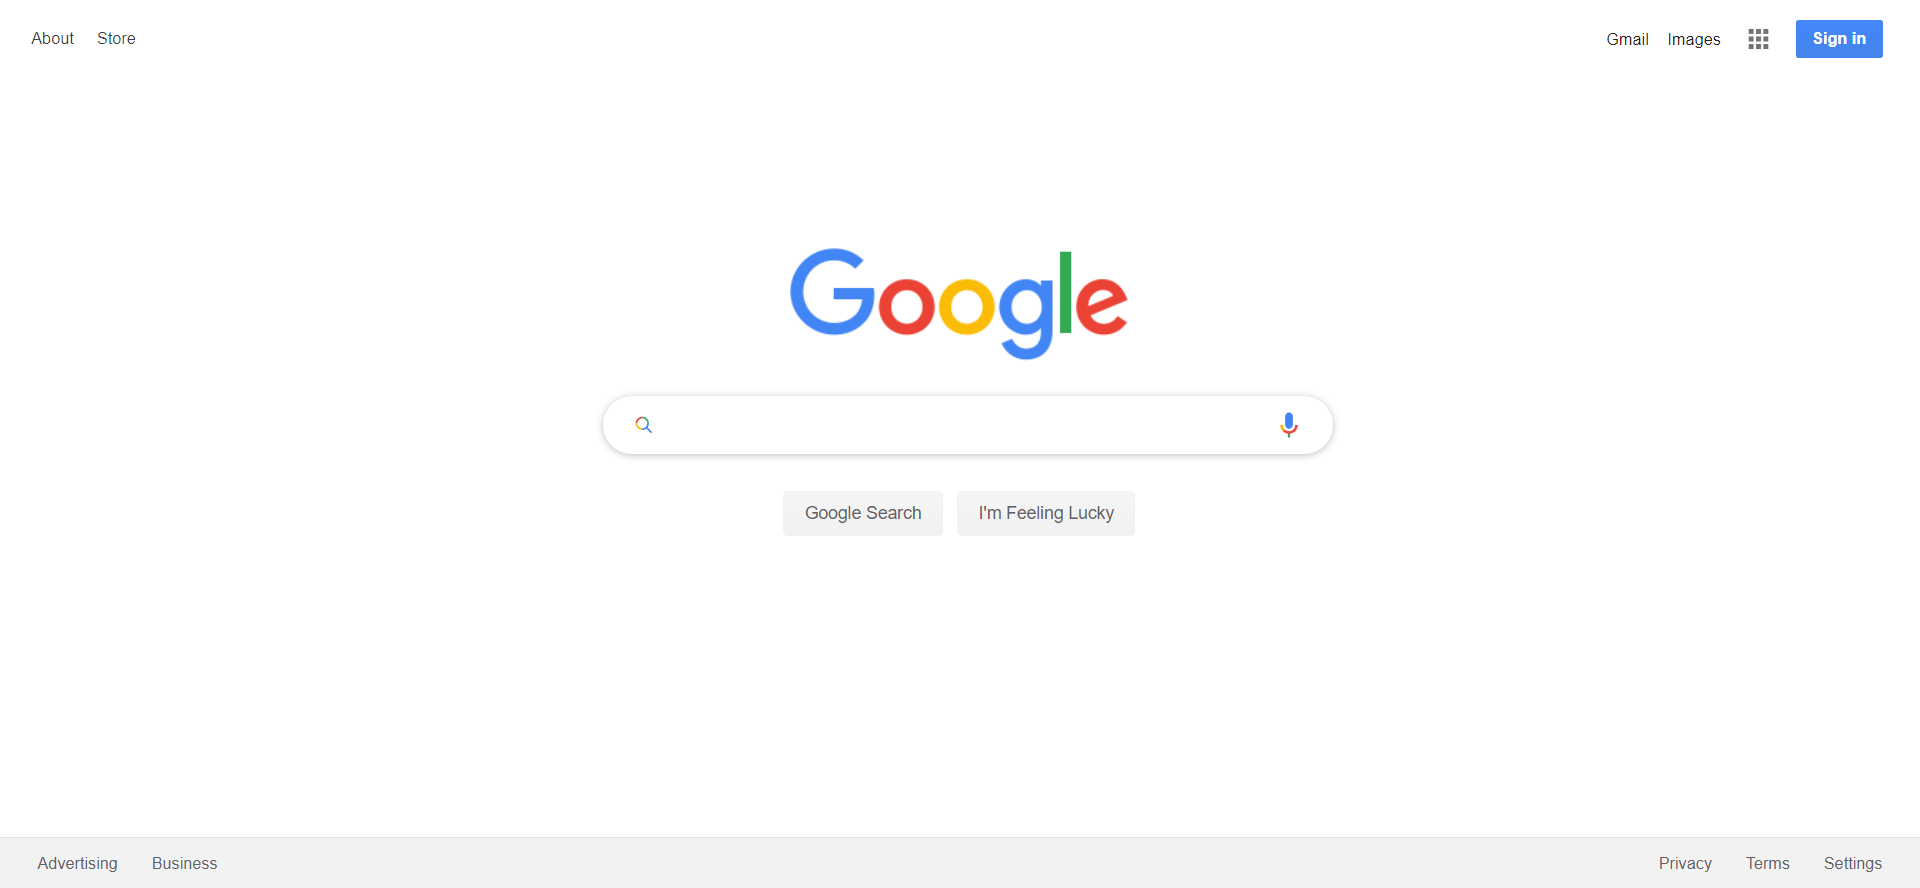 About Store Gmail Images Sign in
Google
Google Search I'm Feeling Lucky
Advertising Business Privacy Terms Settings